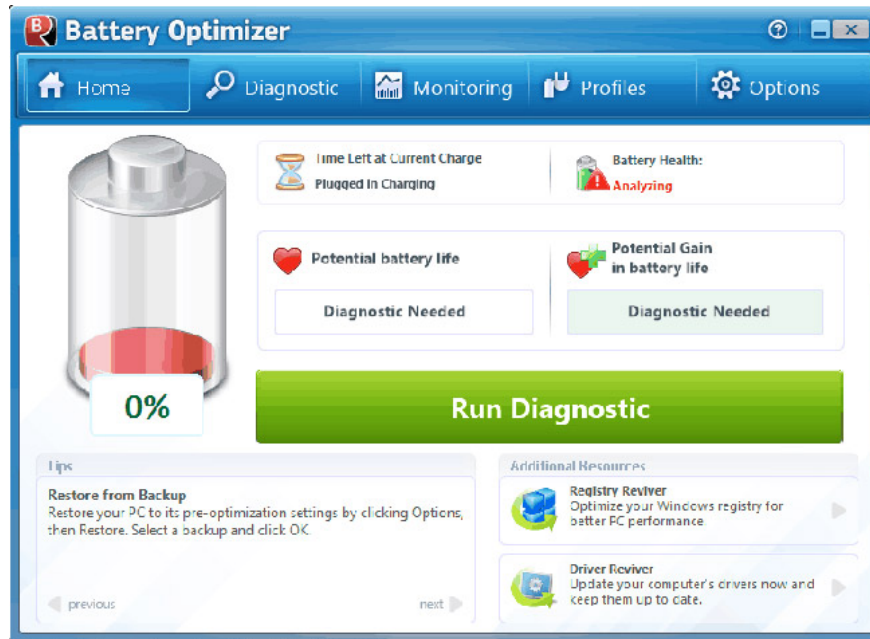 Battery Optimizer
Home
Diagnostic
Monitoring
Profiles
Options
Time Left at Current Charge
Plugged In Charging
Battery Health:
Analyzing
Potential battery life
Diagnostic Needed
Potential Gain
in battery life
Diagnostic Needed
0%
Run Diagnostic
Tips
Restore from Backup
Restore your PC to its pre-optimization settings by clicking Options,
then Restore. Select a backup and click OK
previous
next
Additional Resources
Registry Reviver
Optimize your Windows registry for
better PC performance
Driver Reviver
Update your computer's drivers now and
keep them up to date.